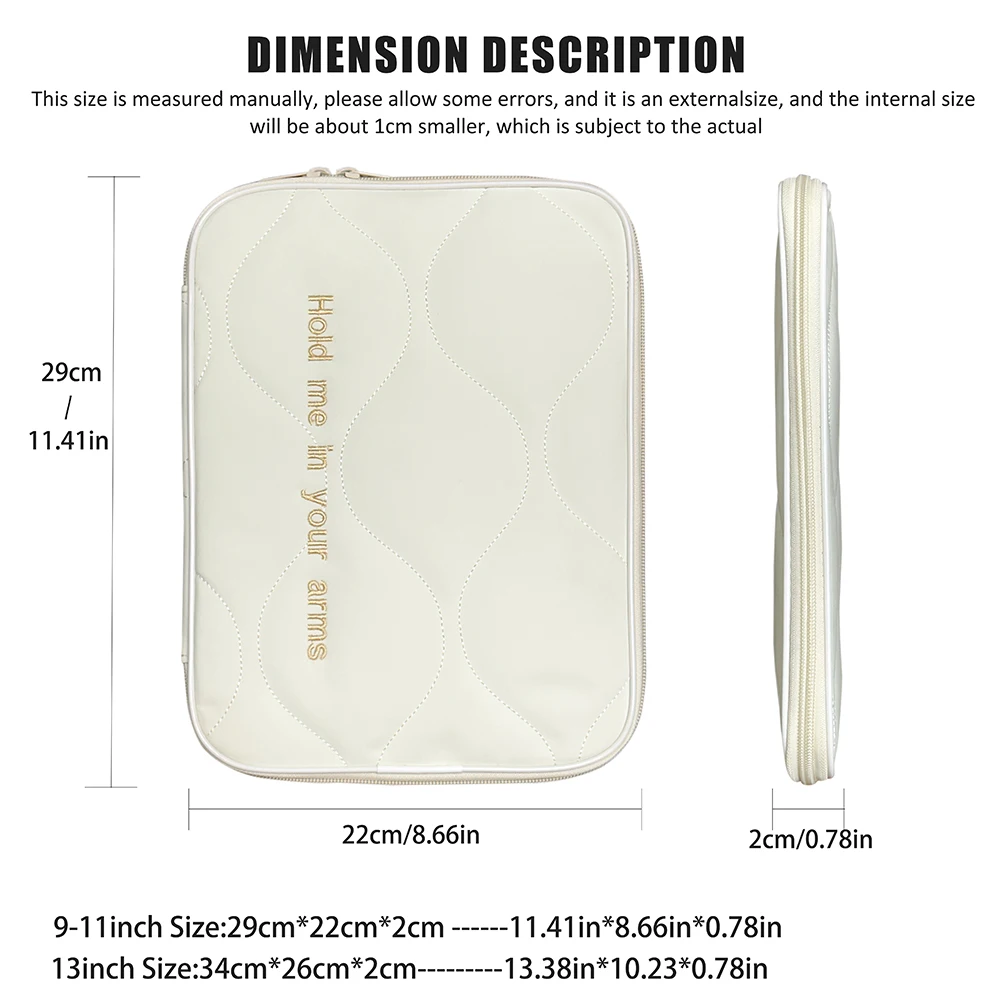 DIMENSION DESCRIPTION
This size is measured manually, please allow some errors, and it is an externalsize, and the internal size
will be about 1cm smaller, which is subject to the actual
29cm
/
11.41in
Hold me in your arms
22cm/8.66in
2cm/0.78in
9-11inch Size:29cm*22cm*2cm ------11.41in*8.66in*0.78in
13inch Size:34cm*26cm*2cm---------13.38in*10.23*0.78in